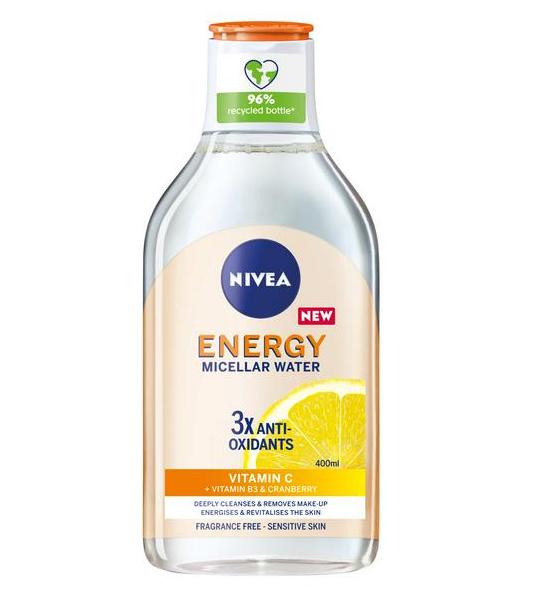 96%
recycled bottle*
NIVEA
NEW
ENERGY
MICELLAR WATER
3x ANTI-
OXIDANTS
400ml
VITAMIN C
+ VITAMIN B3 & CRANBERRY
DEEPLY CLEANSES & REMOVES MAKE-UP
ENERGISES & REVITALISES THE SKIN
FRAGRANCE FREE - SENSITIVE SKIN